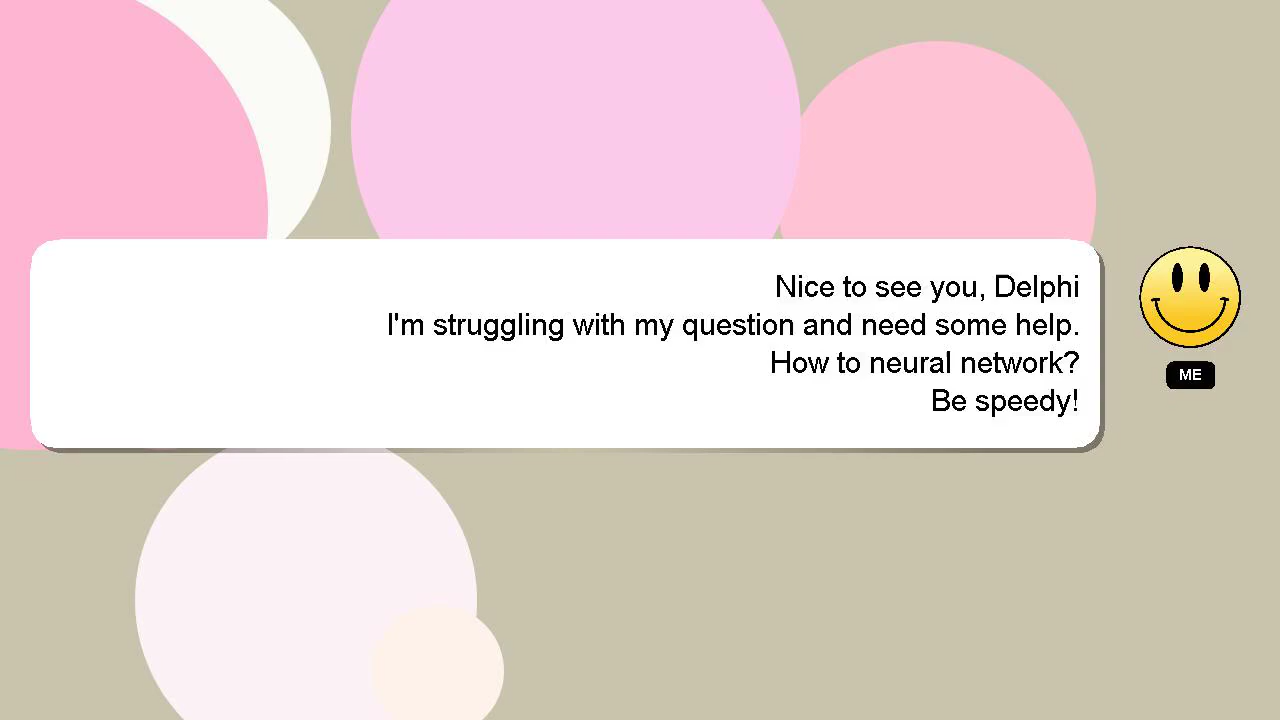 Nice to see you, Delphi
I'm struggling with my question and need some help.
How to neural network?
Be speedy!
ME